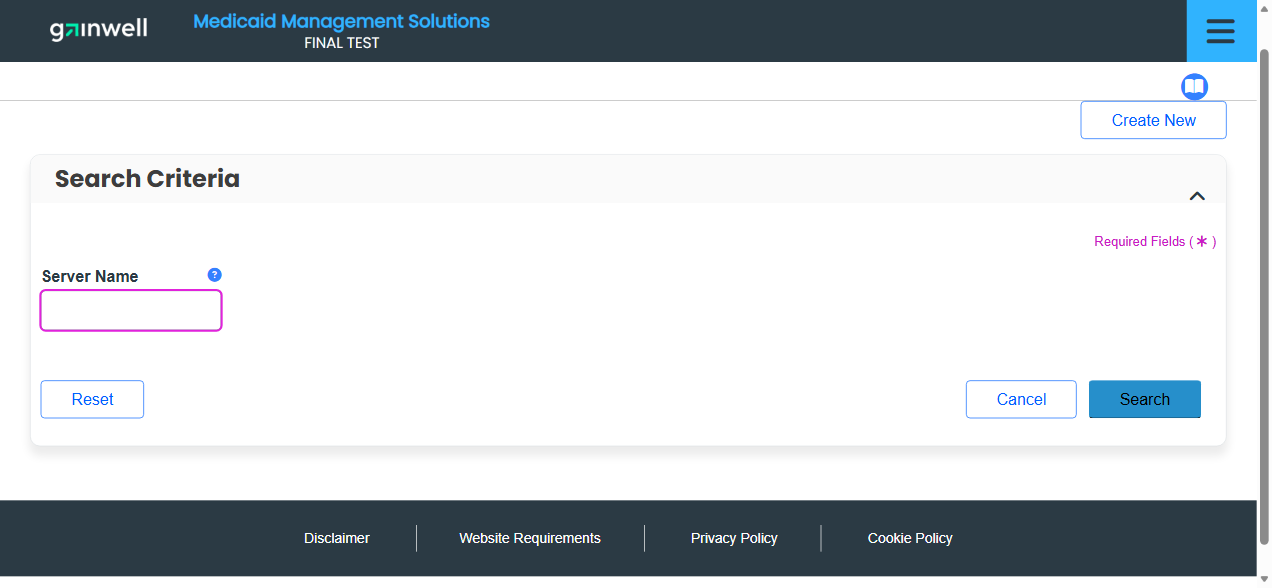 gainwell
Medicaid Management Solutions
FINAL TEST
Create New
Search Criteria
Required Fields ( * )
Server Name ?
Reset
Cancel
Search
Disclaimer
Website Requirements
Privacy Policy
Cookie Policy